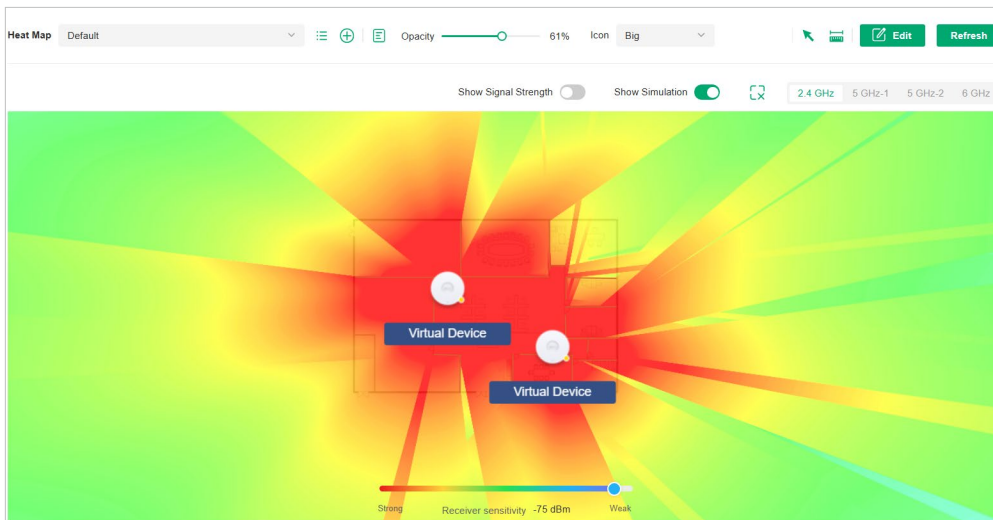 Heat Map Default Opacity 61% Icon Big Edit Refresh
Show Signal Strength Show Simulation 2.4 GHz 5 GHz-1 5 GHz-2 6 GHz
Virtual Device
Virtual Device
Strong Receiver sensitivity -75 dBm Weak